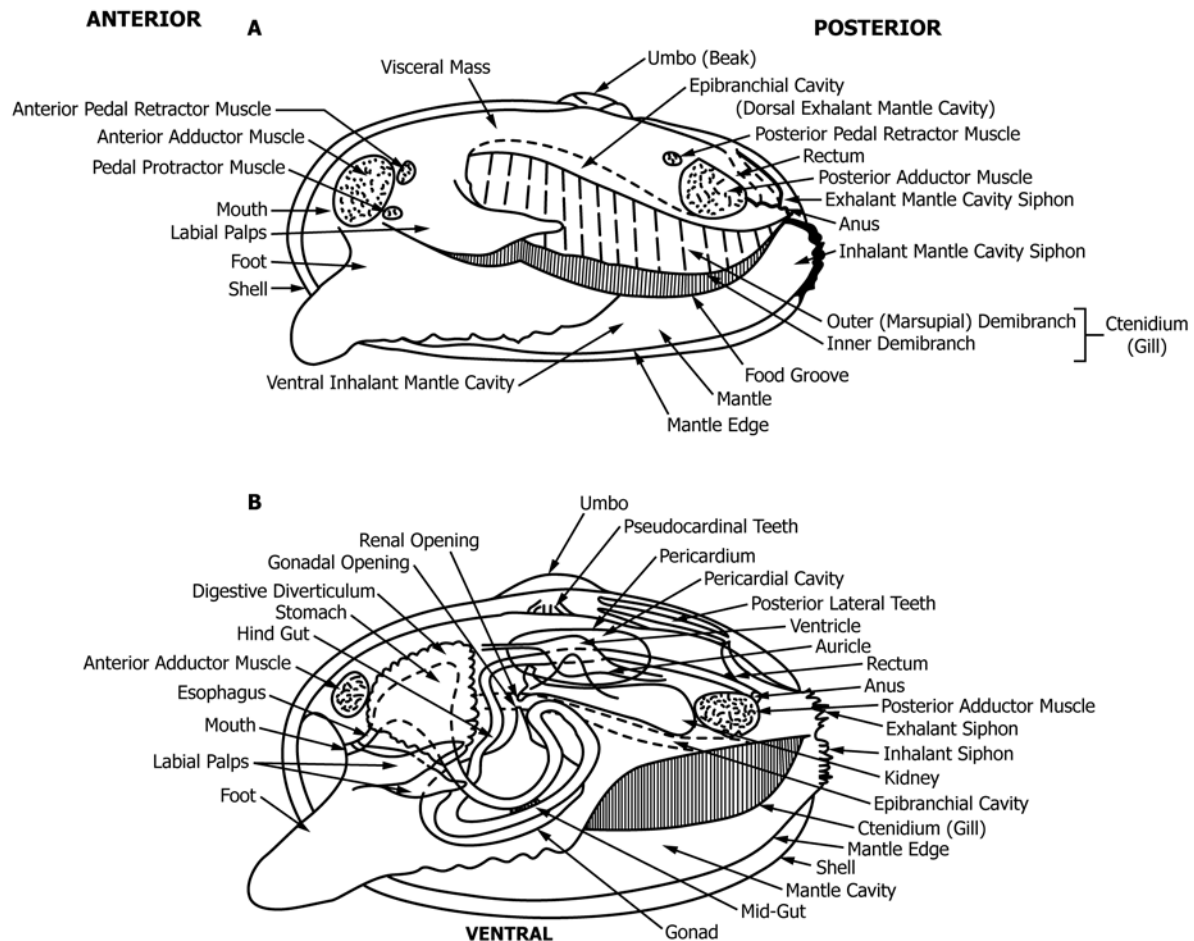 ANTERIOR
A
POSTERIOR
Umbo (Beak)
Visceral Mass
Epibranchial Cavity
(Dorsal Exhalant Mantle Cavity)
Anterior Pedal Retractor Muscle
Posterior Pedal Retractor Muscle
Anterior Adductor Muscle
Rectum
Pedal Protractor Muscle
Posterior Adductor Muscle
Exhalant Mantle Cavity Siphon
Mouth
Anus
Labial Palps
Inhalant Mantle Cavity Siphon
Foot
Shell
Outer (Marsupial) Demibranch
Inner Demibranch
Ctenidium
(Gill)
Food Groove
Ventral Inhalant Mantle Cavity
Mantle
Mantle Edge
B
Umbo
Pseudocardinal Teeth
Renal Opening
Pericardium
Gonadal Opening
Pericardial Cavity
Digestive Diverticulum
Posterior Lateral Teeth
Stomach
Ventricle
Hind Gut
Auricle
Anterior Adductor Muscle
Rectum
Esophagus
Anus
Posterior Adductor Muscle
Mouth
Exhalant Siphon
Inhalant Siphon
Labial Palps
Kidney
Foot
Epibranchial Cavity
Ctenidium (Gill)
Mantle Edge
Shell
Mantle Cavity
Mid-Gut
VENTRAL
Gonad